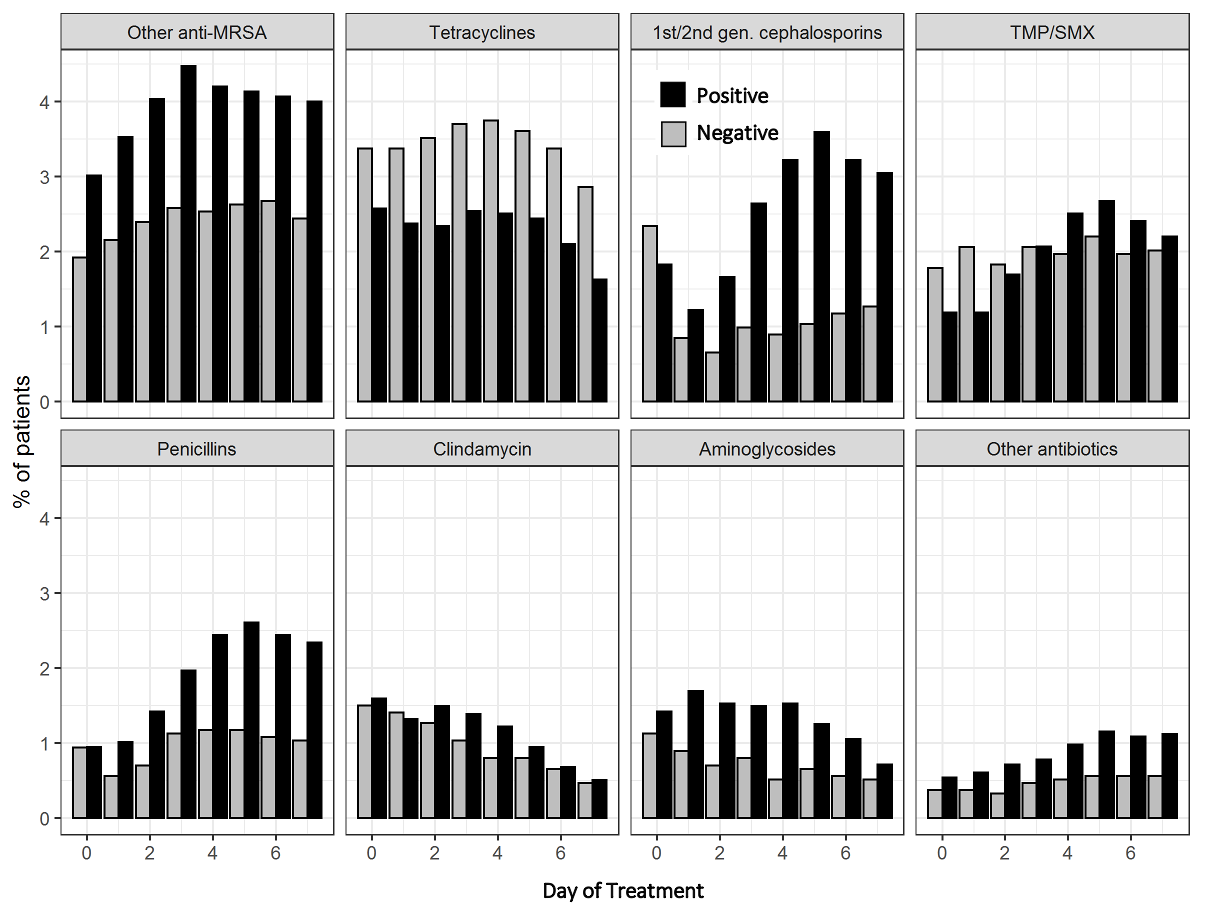 Other anti-MRSA Tetracyclines 1st/2nd gen. cephalosporins TMP/SMX
Positive
Negative
4
3
2
1
0
% of patients
Penicillins Clindamycin Aminoglycosides Other antibiotics
4
3
2
1
0
0 2 4 6 0 2 4 6 0 2 4 6 0 2 4 6
Day of Treatment